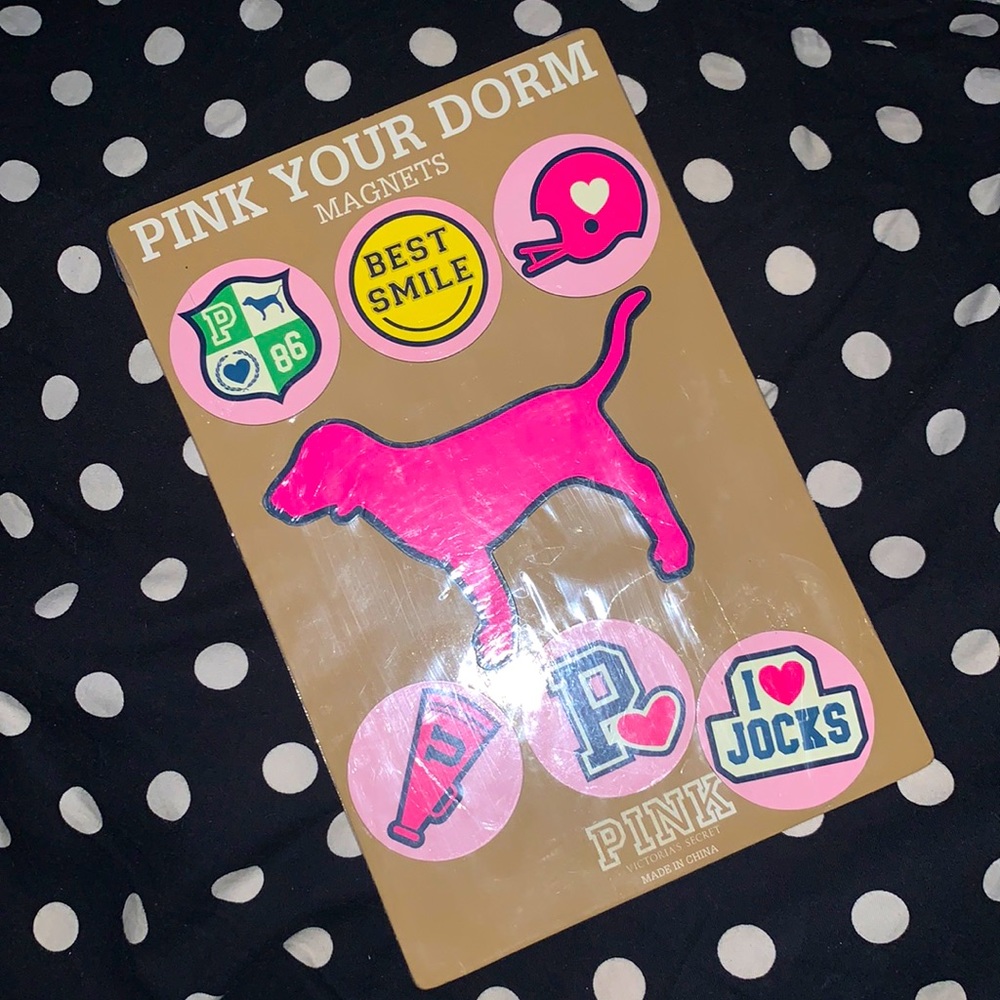 PINK YOUR DORM
MAGNETS
P
86
BEST
SMILE
U
P
I
JOCKS
PINK
VICTORIA'S SECRET
MADE IN CHINA